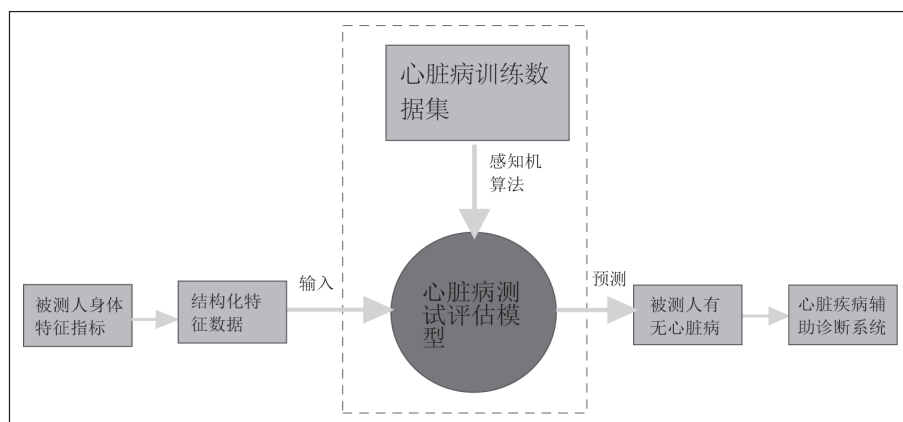 心脏病训练数
据集
感知机
算法
被测人身体
特征指标
结构化特
征数据
输入
心脏病测
试评估模
型
预测
被测人有
无心脏病
心脏疾病辅
助诊断系统